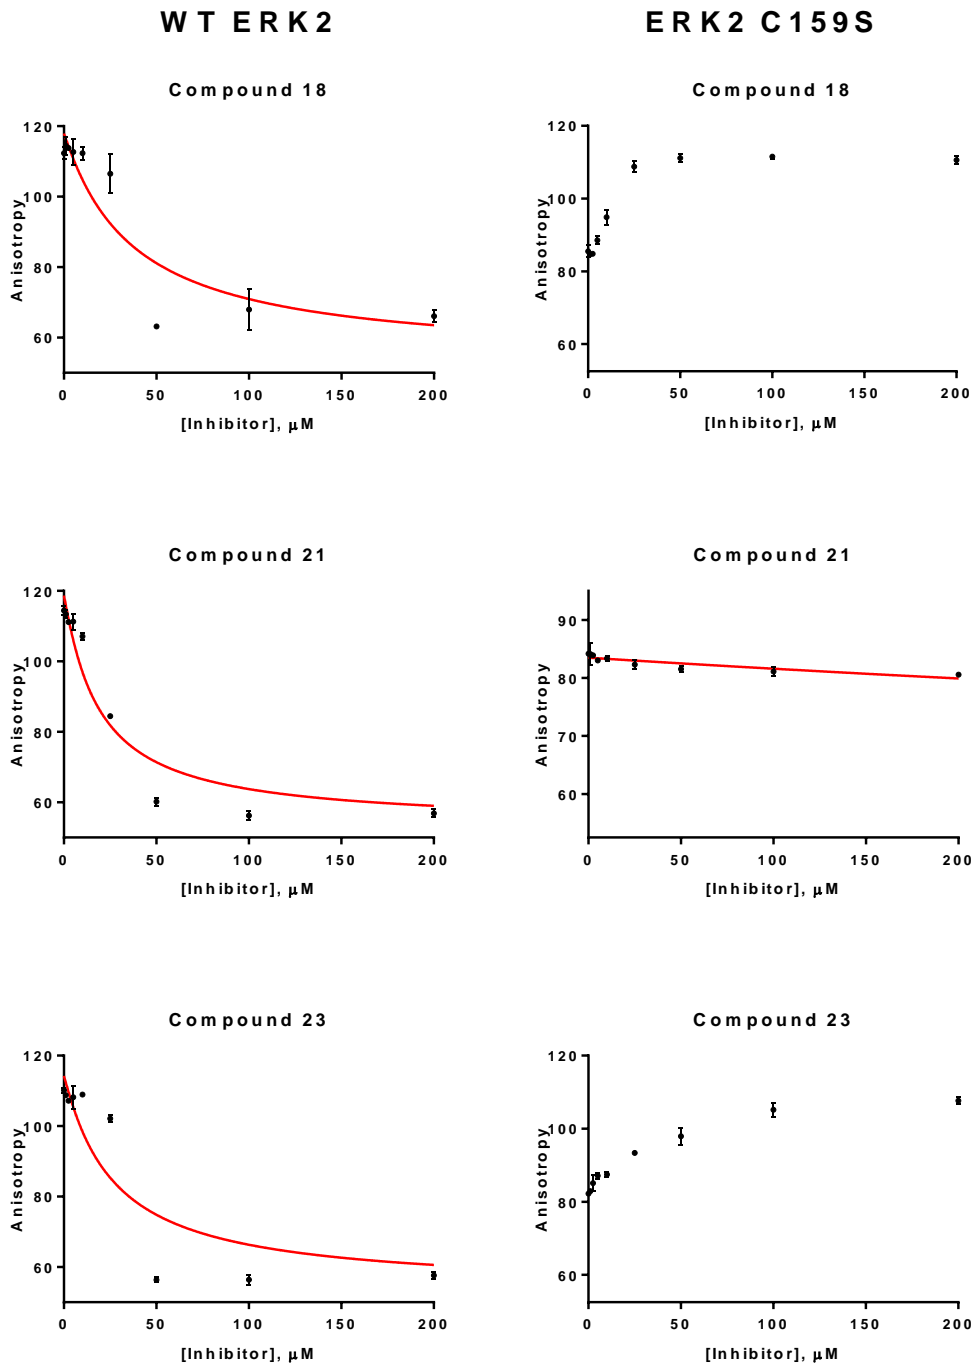 WT ERK2
ERK2 C159S
Compound 18
120
100
80
60
Anisotropy
0 50 100 150 200
[Inhibitor], µM
Compound 18
120
100
80
60
Anisotropy
0 50 100 150 200
[Inhibitor], µM
Compound 21
120
100
80
60
Anisotropy
0 50 100 150 200
[Inhibitor], µM
Compound 21
90
80
70
60
Anisotropy
0 50 100 150 200
[Inhibitor], µM
Compound 23
120
100
80
60
Anisotropy
0 50 100 150 200
[Inhibitor], µM
Compound 23
120
100
80
60
Anisotropy
0 50 100 150 200
[Inhibitor], µM